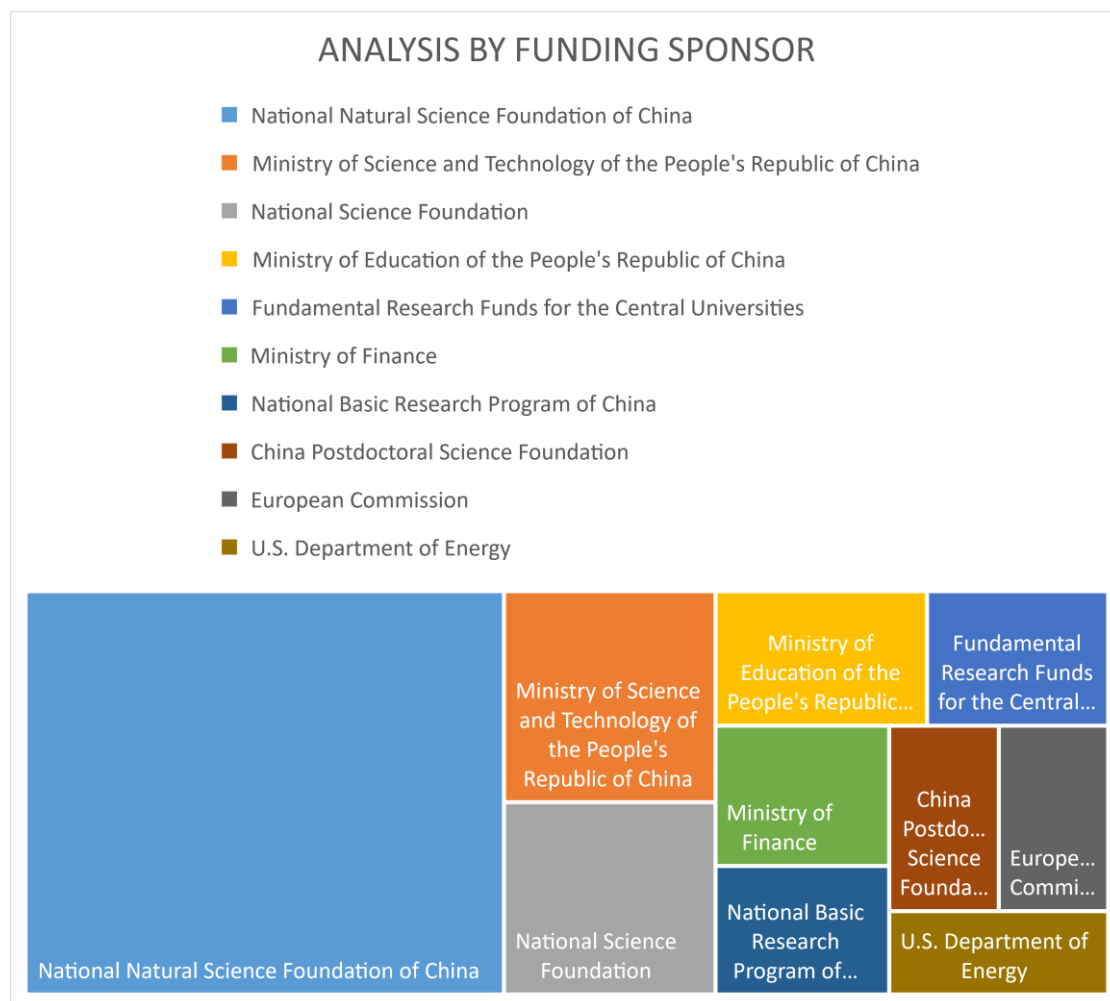 ANALYSIS BY FUNDING SPONSOR
National Natural Science Foundation of China
Ministry of Science and Technology of the People's Republic of China
National Science Foundation
Ministry of Education of the People's Republic of China
Fundamental Research Funds for the Central Universities
Ministry of Finance
National Basic Research Program of China
China Postdoctoral Science Foundation
European Commission
U.S. Department of Energy
National Natural Science Foundation of China
Ministry of Science
and Technology of
the People's
Republic of China
National Science
Foundation
Ministry of
Education of the
People's Republic...
Fundamental
Research Funds
for the Central...
Ministry of
Finance
National Basic
Research
Program of...
China
Postdo...
Science
Founda...
Europe...
Commi...
U.S. Department of
Energy